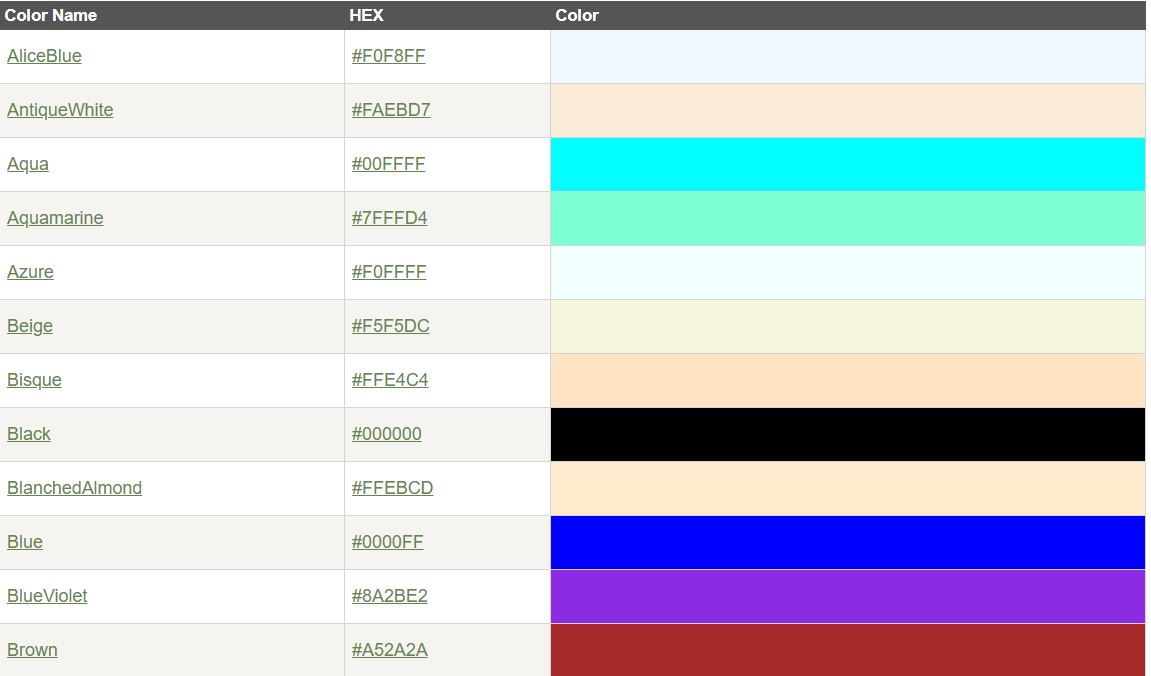 Color Name HEX Color
AliceBlue #F0F8FF
AntiqueWhite #FAEBD7
Aqua #00FFFF
Aquamarine #7FFFD4
Azure #F0FFFF
Beige #F5F5DC
Bisque #FFE4C4
Black #000000
BlanchedAlmond #FFEBCD
Blue #0000FF
BlueViolet #8A2BE2
Brown #A52A2A